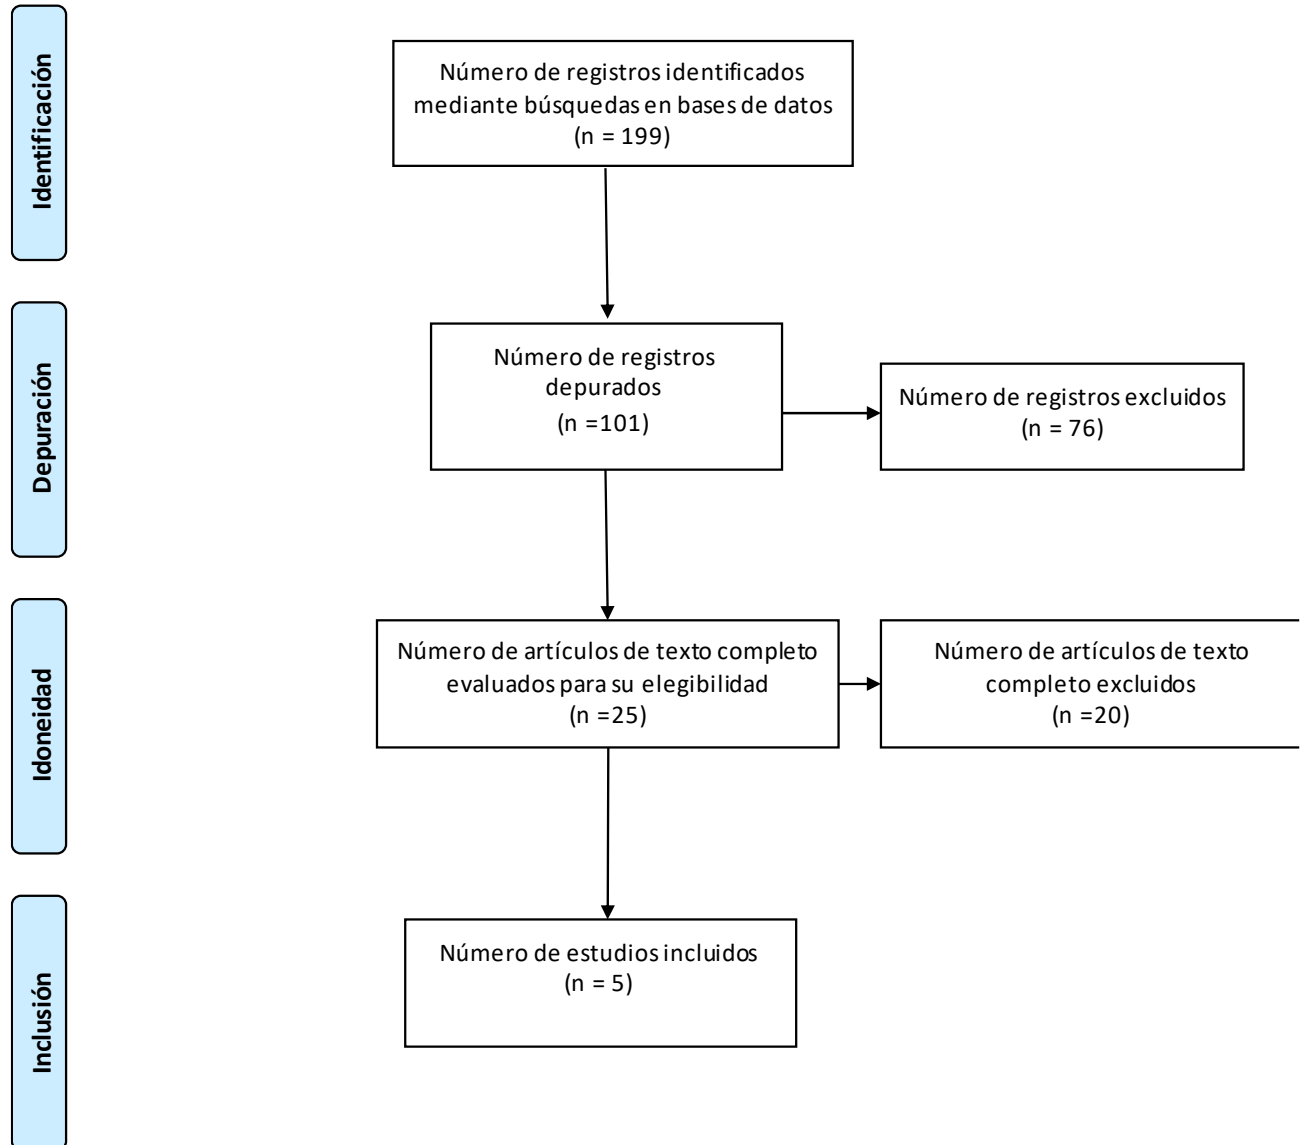 Identificación
Número de registros identificados
mediante búsquedas en bases de datos
(n = 199)
Depuración
Número de registros
depurados
(n =101)
Número de registros excluidos
(n = 76)
Idoneidad
Número de artículos de texto completo
evaluados para su elegibilidad
(n =25)
Número de artículos de texto
completo excluidos
(n =20)
Inclusión
Número de estudios incluidos
(n = 5)